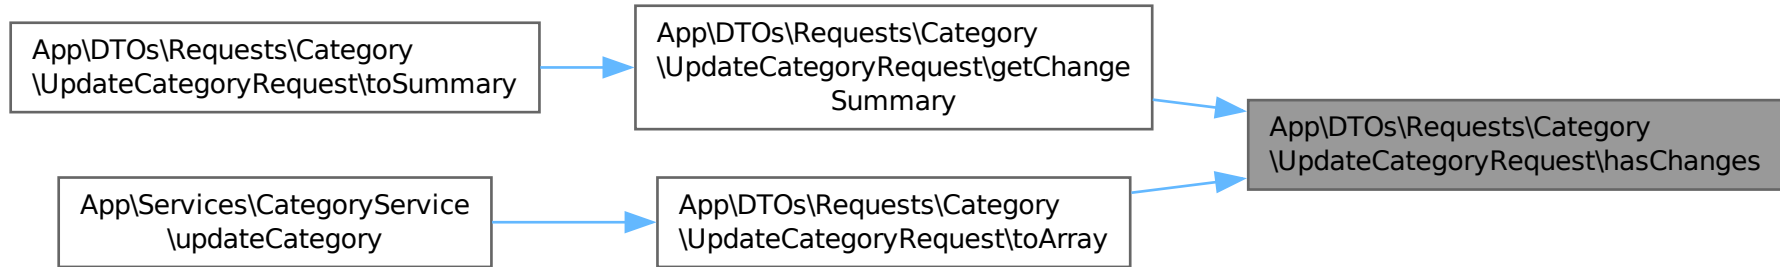 App\DTOs\Requests\Category
\UpdateCategoryRequest\toSummary
App\DTOs\Requests\Category
\UpdateCategoryRequest\getChange
Summary
App\DTOs\Requests\Category
\UpdateCategoryRequest\hasChanges
App\Services\CategoryService
\updateCategory
App\DTOs\Requests\Category
\UpdateCategoryRequest\toArray